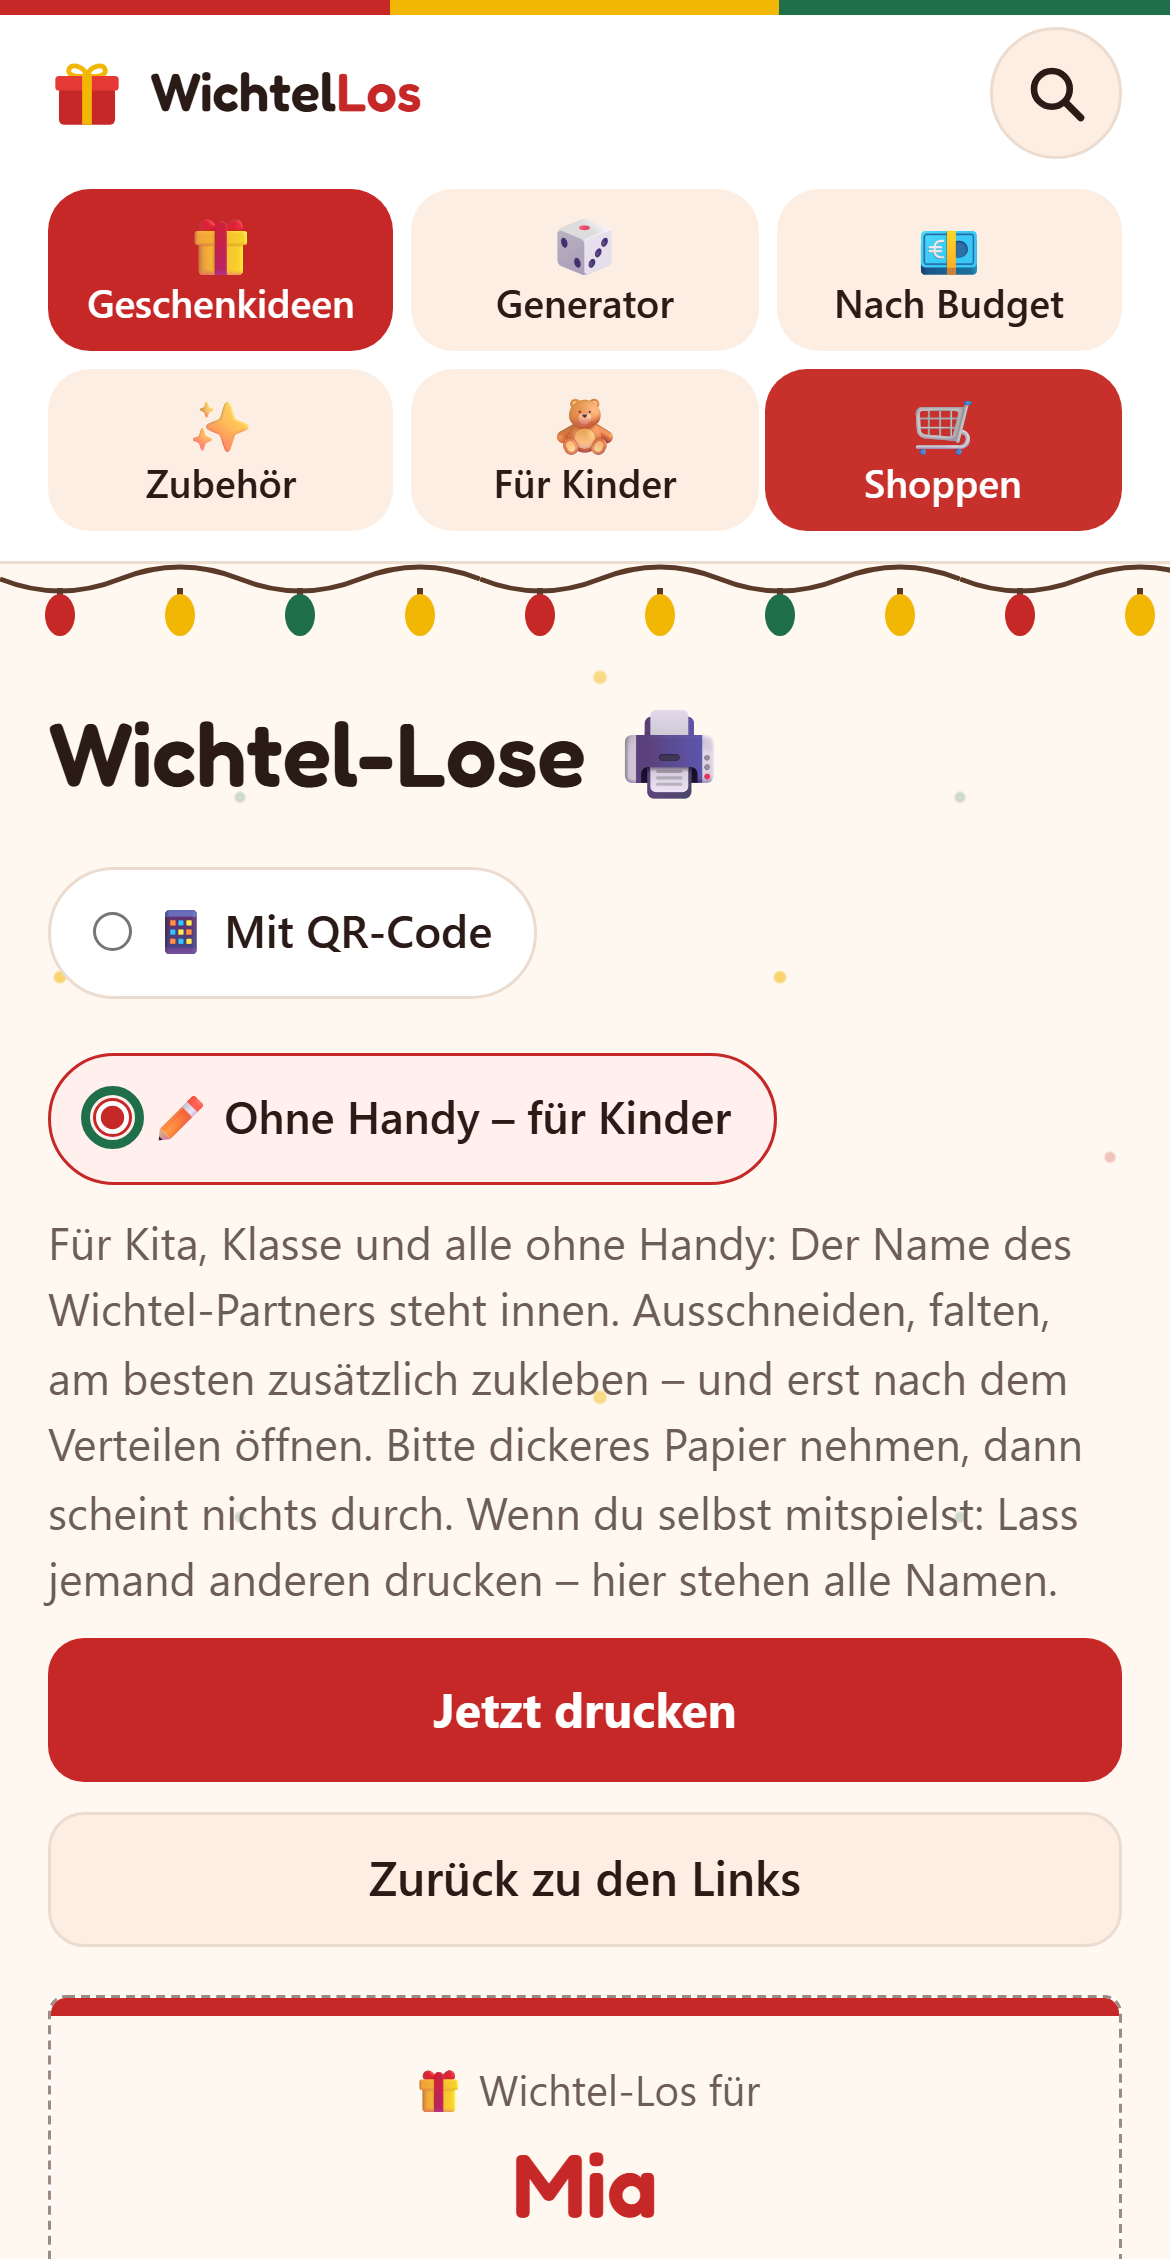 WichtelLos
Geschenkideen
Generator
Nach Budget
Zubehör
Für Kinder
Shoppen
Wichtel-Lose
Mit QR-Code
Ohne Handy – für Kinder
Für Kita, Klasse und alle ohne Handy: Der Name des
Wichtel-Partners steht innen. Ausschneiden, falten,
am besten zusätzlich zukleben – und erst nach dem
Verteilen öffnen. Bitte dickeres Papier nehmen, dann
scheint nichts durch. Wenn du selbst mitspielst: Lass
jemand anderen drucken – hier stehen alle Namen.
Jetzt drucken
Zurück zu den Links
Wichtel-Los für
Mia